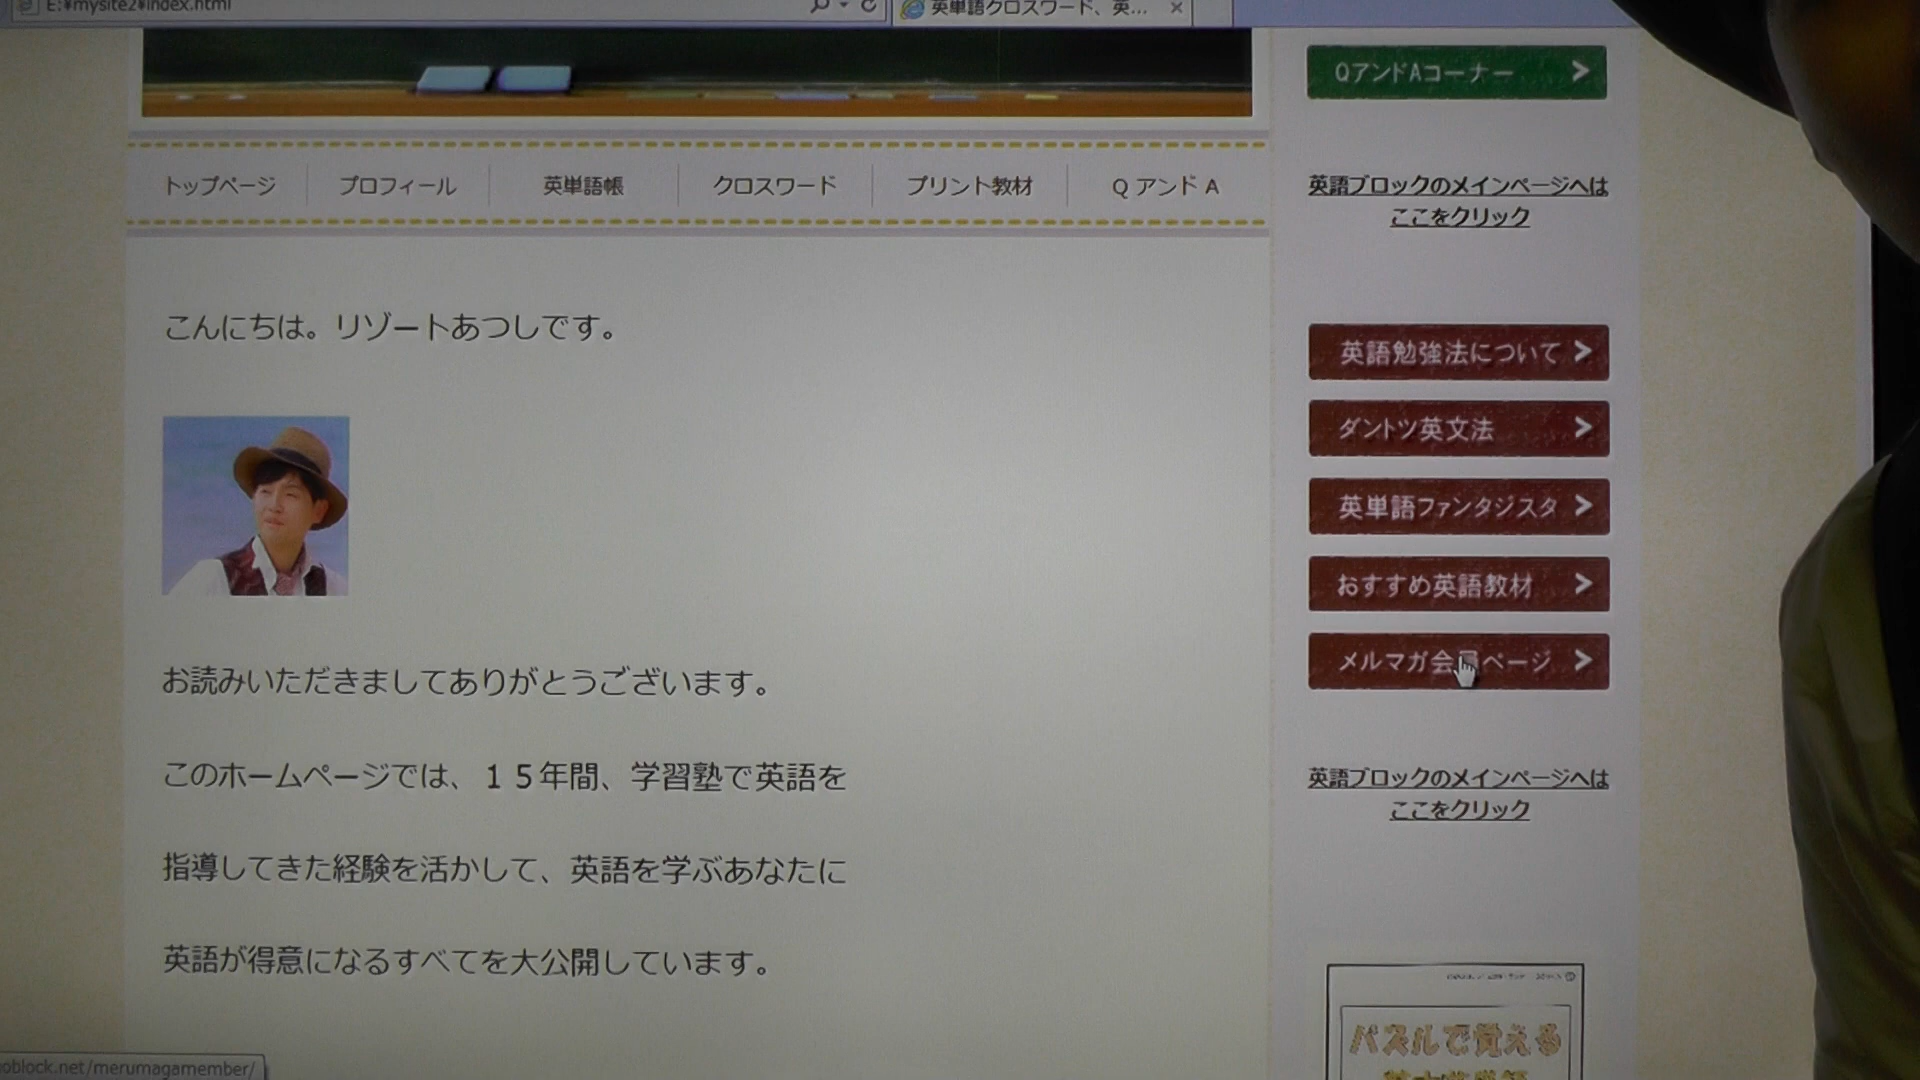 E:¥mysite2¥index.html
英単語クロスワード、英...
QアンドAコーナー
トップページ
プロフィール
英単語帳
クロスワード
プリント教材
Q アンド A
英語ブロックのメインページへは
ここをクリック
こんにちは。リゾートあつしです。
英語勉強法について
ダントツ英文法
英単語ファンタジスタ
おすすめ英語教材
メルマガ会員ページ
お読みいただきましてありがとうございます。
このホームページでは、１５年間、学習塾で英語を
指導してきた経験を活かして、英語を学ぶあなたに
英語が得意になるすべてを大公開しています。
英語ブロックのメインページへは
ここをクリック
パズルで覚える
oblock.net/merumagamember/